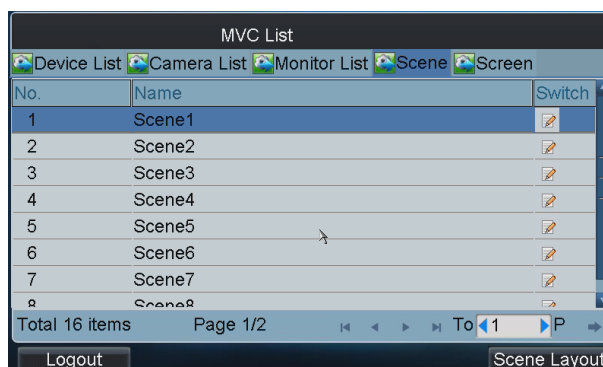 MVC List
Device List Camera List Monitor List Scene Screen
No. Name Switch
1 Scene1
2 Scene2
3 Scene3
4 Scene4
5 Scene5
6 Scene6
7 Scene7
8 Scene8
Total 16 items Page 1/2 To 1 P
Logout Scene Layout